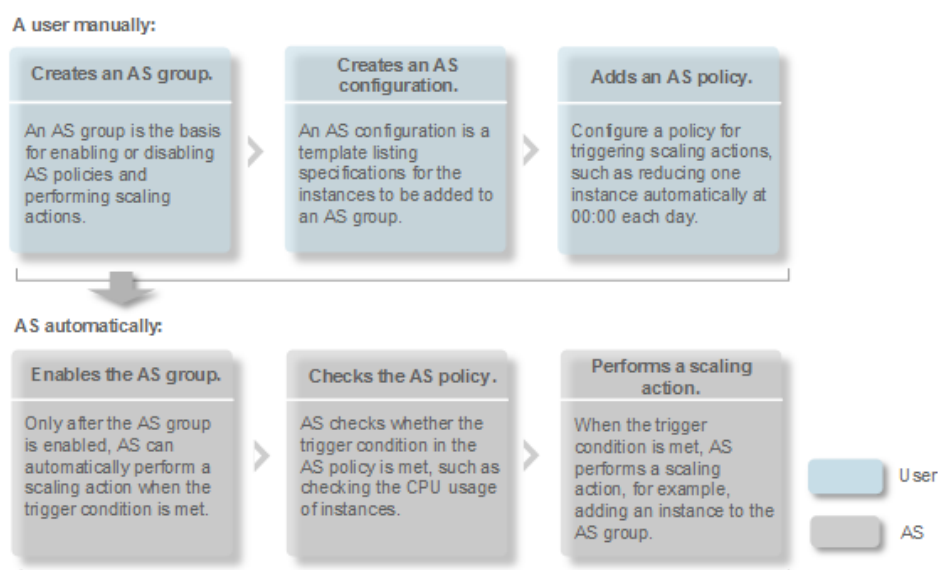 A user manually:
Creates an AS group.
An AS group is the basis
for enabling or disabling
AS policies and
performing scaling
actions.
Creates an AS
configuration.
An AS configuration is a
template listing
specifications for the
instances to be added to
an AS group.
Adds an AS policy.
Configure a policy for
triggering scaling actions,
such as reducing one
instance automatically at
00:00 each day.
AS automatically:
Enables the AS group.
Only after the AS group
is enabled, AS can
automatically perform a
scaling action when the
trigger condition is met.
Checks the AS policy.
AS checks whether the
trigger condition in the
AS policy is met, such as
checking the CPU usage
of instances.
Performs a scaling
action.
When the trigger
condition is met, AS
performs a scaling
action, for example,
adding an instance to the
AS group.
User
AS